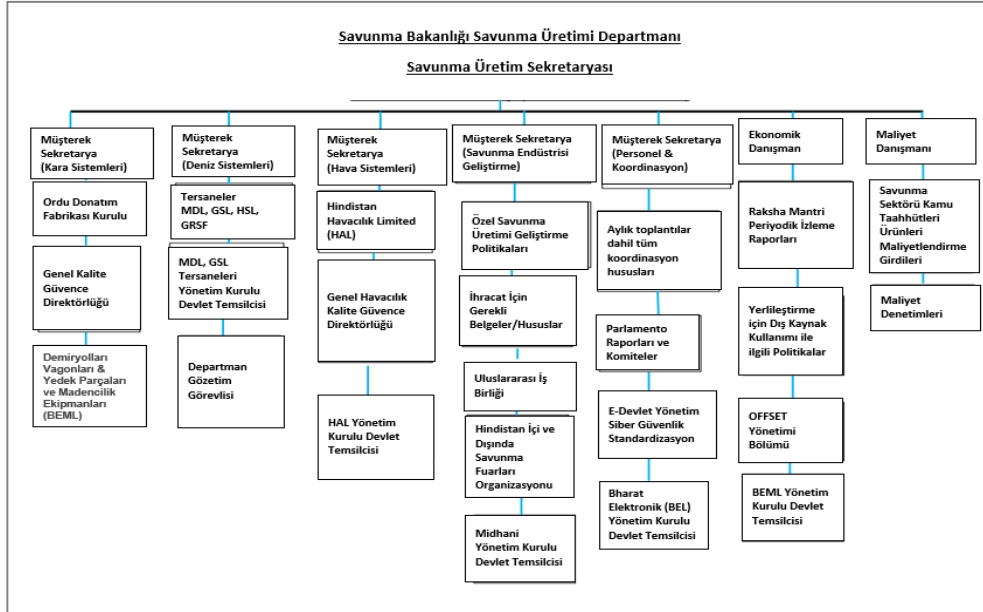 Savunma Bakanlığı Savunma Üretimi Departmanı
Savunma Üretim Sekretaryası
Müşterek
Sekretarya
(Kara Sistemleri)
Ordu Donatım
Fabrikası Kurulu
Genel Kalite
Güvence
Direktörlüğü
Demiryolları
Vagonları &
Yedek Parçaları
ve Madencilik
Ekipmanları
(BEML)
Müşterek
Sekretarya
(Deniz Sistemleri)
Tersaneler
MDL, GSL, HSL,
GRSF
MDL, GSL
Tersaneleri
Yönetim Kurulu
Devlet Temsilcisi
Departman
Gözetim
Görevlisi
Müşterek
Sekretarya
(Hava Sistemleri)
Hindistan
Havacılık Limited
(HAL)
Genel Havacılık
Kalite Güvence
Direktörlüğü
HAL Yönetim
Kurulu Devlet
Temsilcisi
Müşterek Sekretarya
(Savunma Endüstrisi
Geliştirme)
Özel Savunma
Üretimi Geliştirme
Politikaları
İhracat İçin
Gerekli
Belgeler/Hususlar
Uluslararası İş
Birliği
Hindistan İçi ve
Dışında
Savunma
Fuarları
Organizasyonu
Midhani
Yönetim Kurulu
Devlet Temsilcisi
Müşterek Sekretarya
(Personel &
Koordinasyon)
Aylık toplantılar
dahil tüm
koordinasyon
hususları
Parlamento
Raporları ve
Komiteler
E-Devlet Yönetim
Siber Güvenlik
Standardizasyon
Bharat
Elektronik (BEL)
Yönetim Kurulu
Devlet Temsilcisi
Ekonomik
Danışman
Raksha Mantri
Periyodik İzleme
Raporları
Yerlileştirme
için Dış Kaynak
Kullanımı ile
ilgili Politikalar
OFFSET
Yönetimi
Bölümü
BEML Yönetim
Kurulu Devlet
Temsilcisi
Maliyet
Danışmanı
Savunma
Sektörü Kamu
Taahhütleri
Ürünleri
Maliyetlendirme
Girdileri
Maliyet
Denetimleri